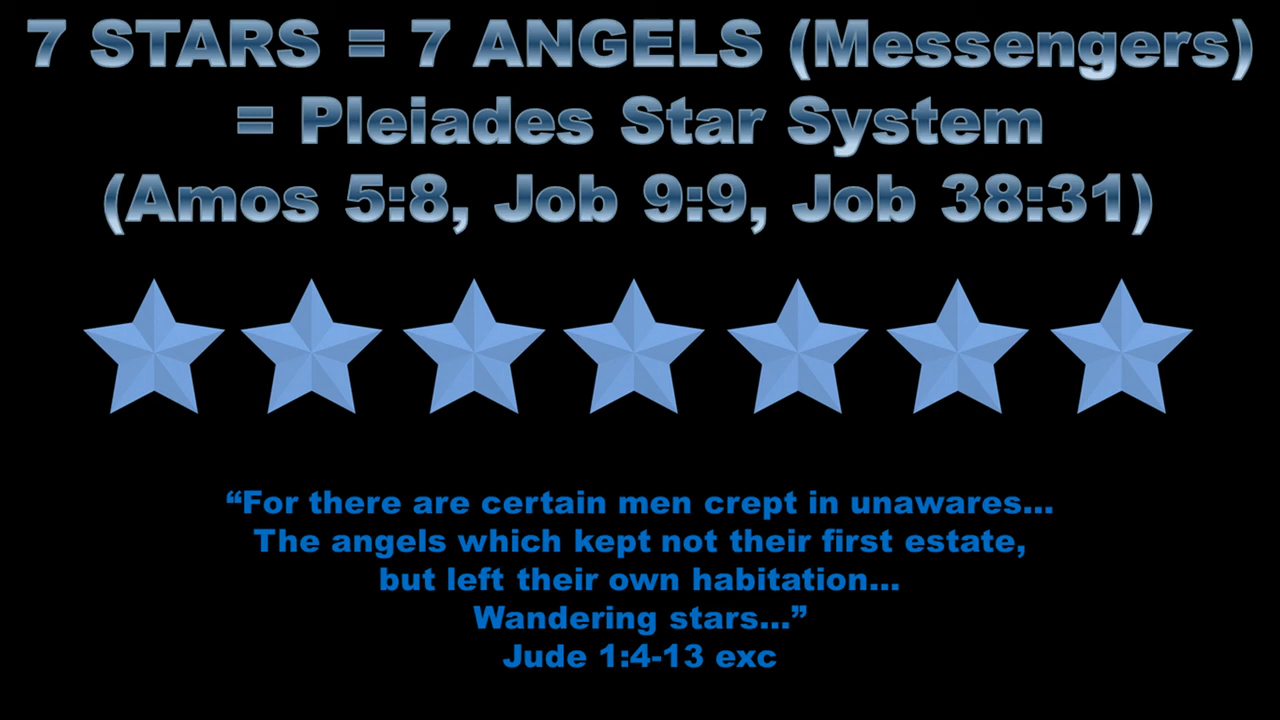 7 STARS = 7 ANGELS (Messengers)
= Pleiades Star System
(Amos 5:8, Job 9:9, Job 38:31)
“For there are certain men crept in unawares...
The angels which kept not their first estate,
but left their own habitation...
Wandering stars...”
Jude 1:4-13 exc